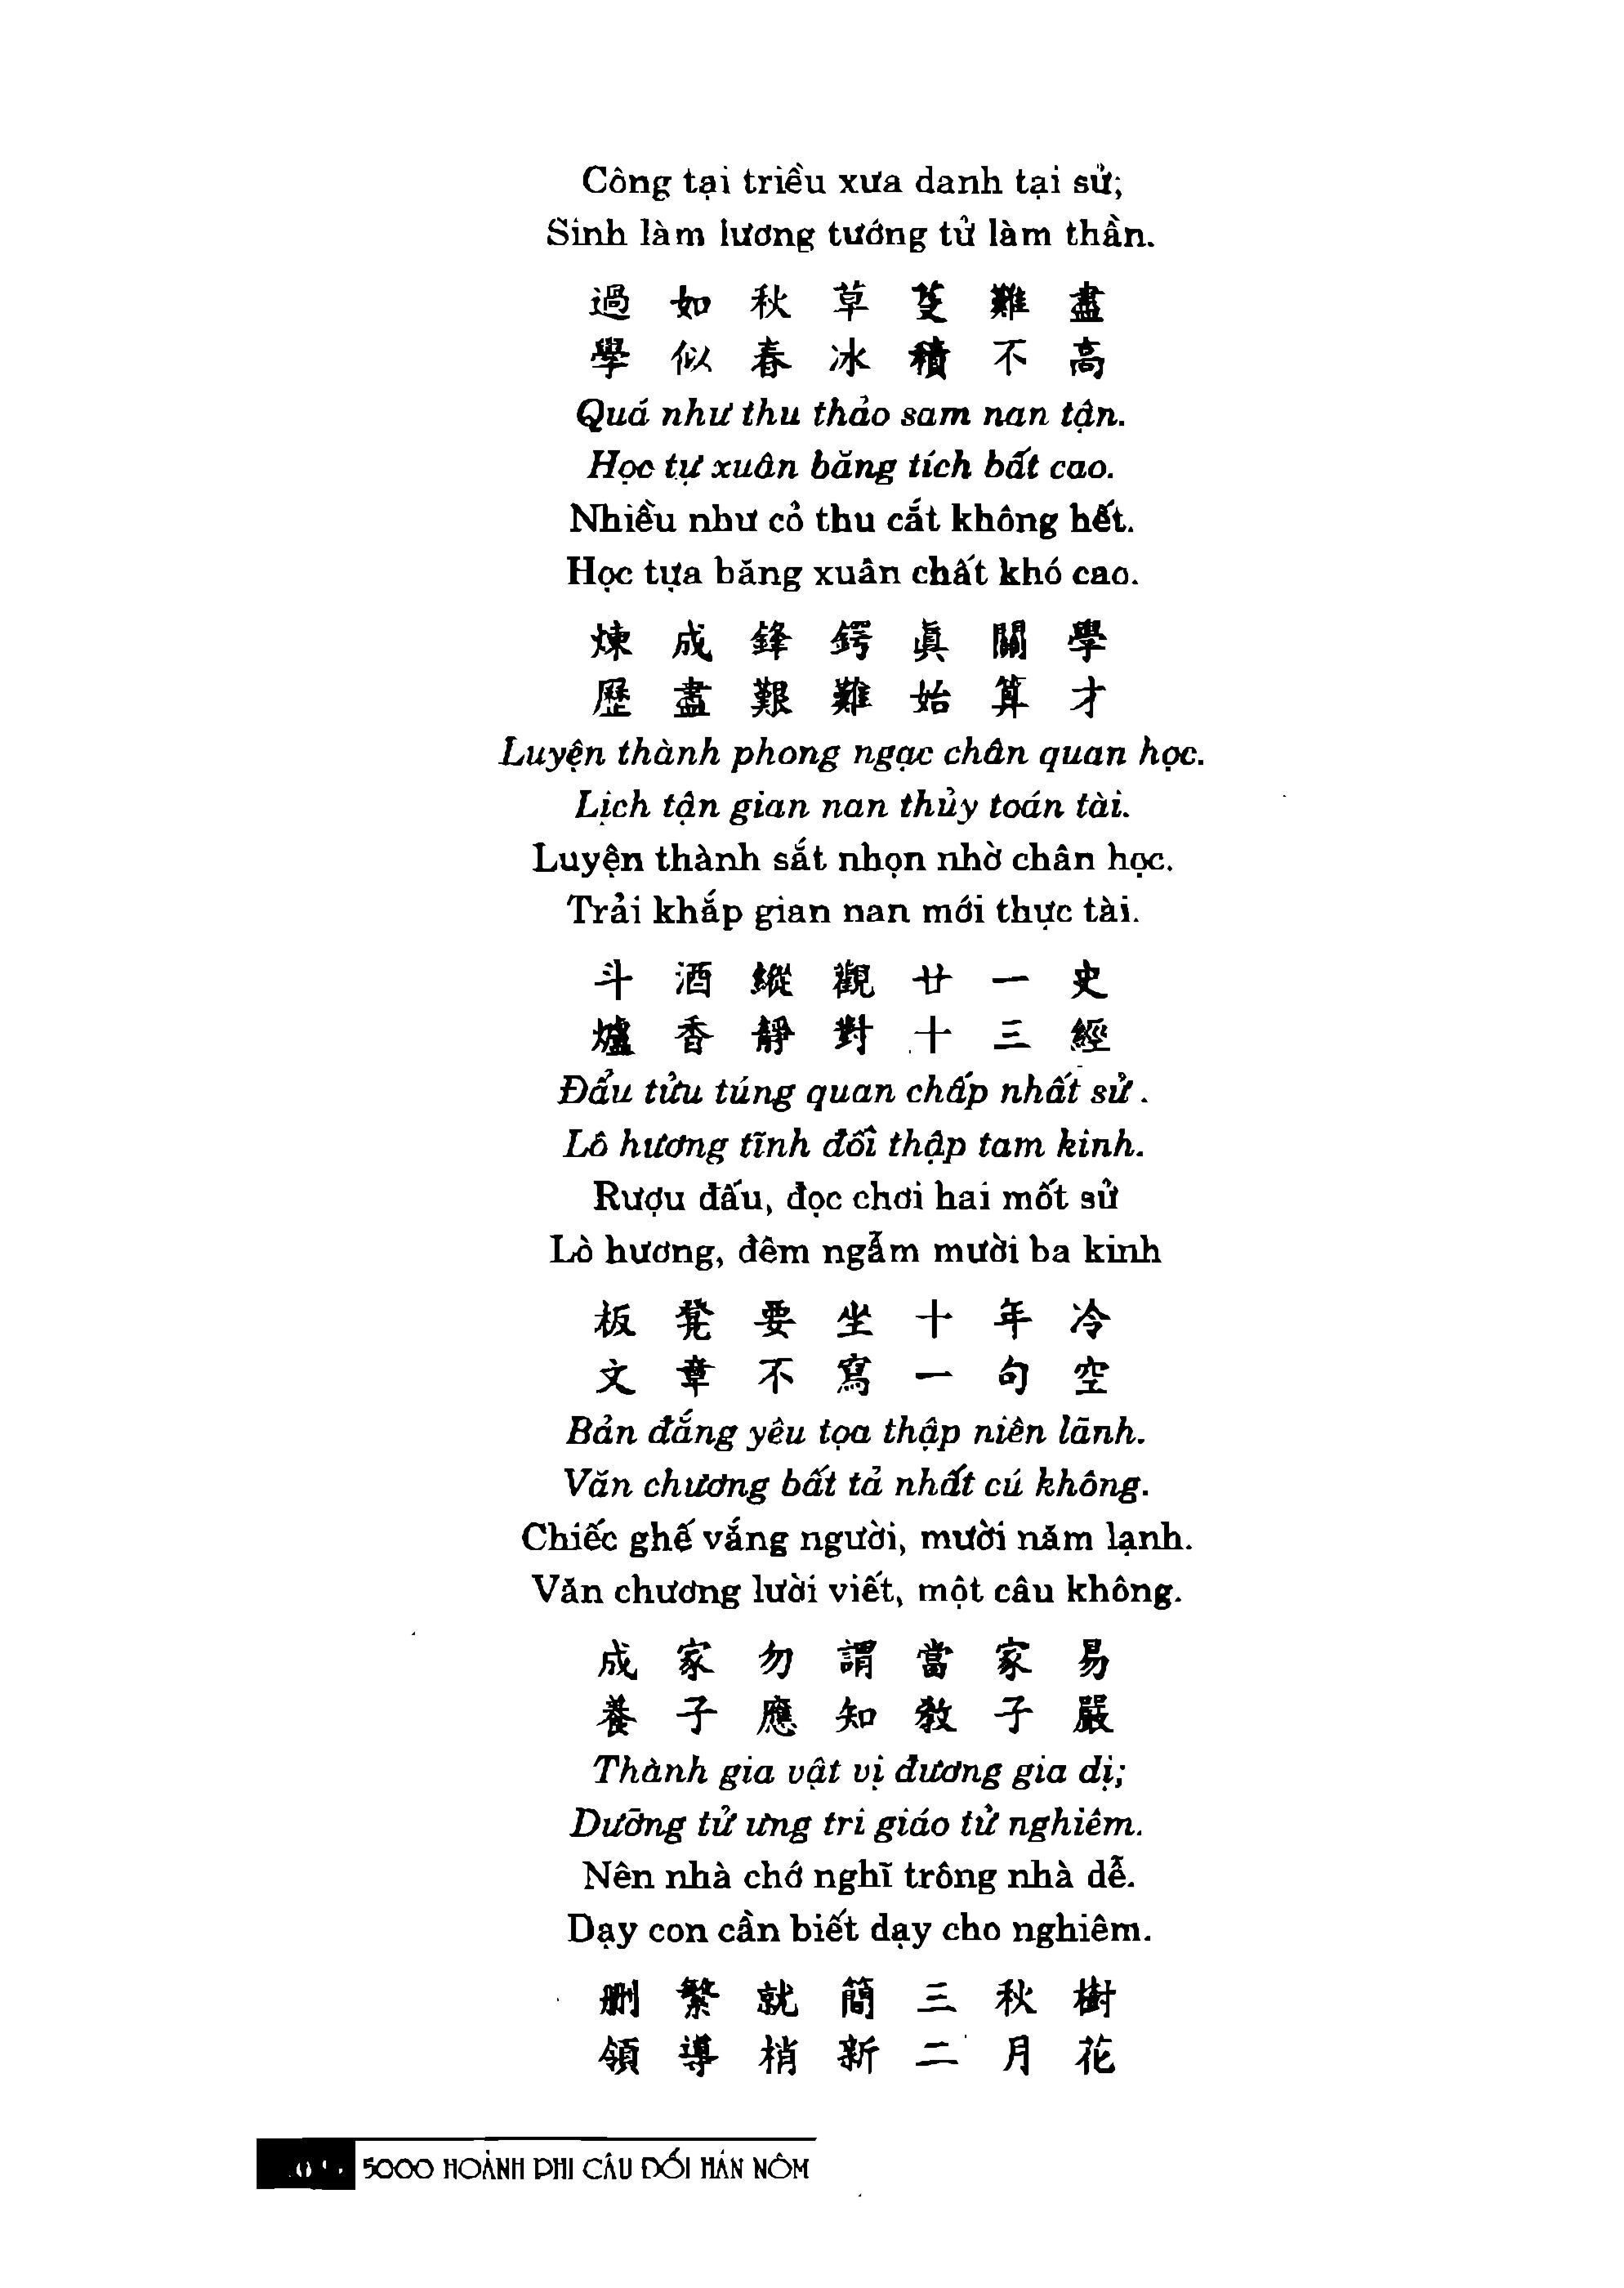 Công tại triều xưa danh tại sử;
Sinh làm lương tướng tử làm thần.
過 如 秋 草 芟 難 盡
學 似 春 冰 積 不 高
Quá như thu thảo sam nan tận.
Học tự xuân băng tích bất cao.
Nhiều như cỏ thu cắt không hết.
Học tựa băng xuân chất khó cao.
煉 成 鋒 鍔 眞 關 學
歷 盡 艱 難 始 算 才
Luyện thành phong ngạc chân quan học.
Lịch tận gian nan thủy toán tài.
Luyện thành sắt nhọn nhờ chân học.
Trải khắp gian nan mới thực tài.
斗 酒 縱 觀 廿 一 史
爐 香 靜 對 十 三 經
Đẩu tửu túng quan chấp nhất sử.
Lô hương tĩnh đối thập tam kinh.
Rượu đấu, đọc chơi hai mốt sử
Lò hương, đêm ngẫm mười ba kinh
板 凳 要 坐 十 年 冷
文 章 不 寫 一 句 空
Bản đắng yêu tọa thập niên lãnh.
Văn chương bất tả nhất cú không.
Chiếc ghế vắng người, mười năm lạnh.
Văn chương lười viết, một câu không.
成 家 勿 謂 當 家 易
養 子 應 知 教 子 嚴
Thành gia vật vị đương gia dị;
Dưỡng tử ưng tri giáo tử nghiêm.
Nên nhà chớ nghĩ trông nhà dễ.
Dạy con cần biết dạy cho nghiêm.
删 繁 就 簡 三 秋 樹
領 導 梢 新 二 月 花
5000 HOÀNH PHI CÂU ĐỐI HÁN NÔM